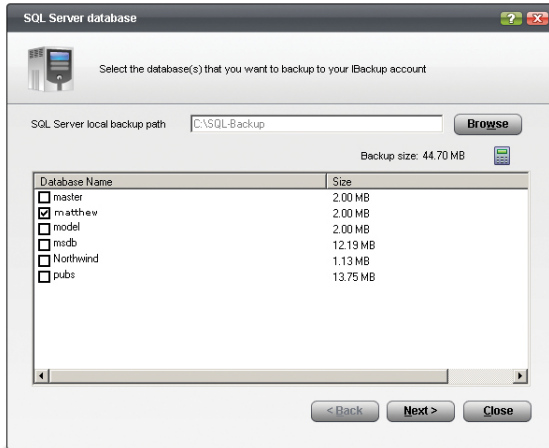 SQL Server database
?
X
Select the database(s) that you want to backup to your IBackup account
SQL Server local backup path C:\SQL-Backup Browse
Backup size: 44.70 MB
Database Name Size
master 2.00 MB
matthew 2.00 MB
model 2.00 MB
msdb 12.19 MB
Northwind 1.13 MB
pubs 13.75 MB
< Back Next > Close